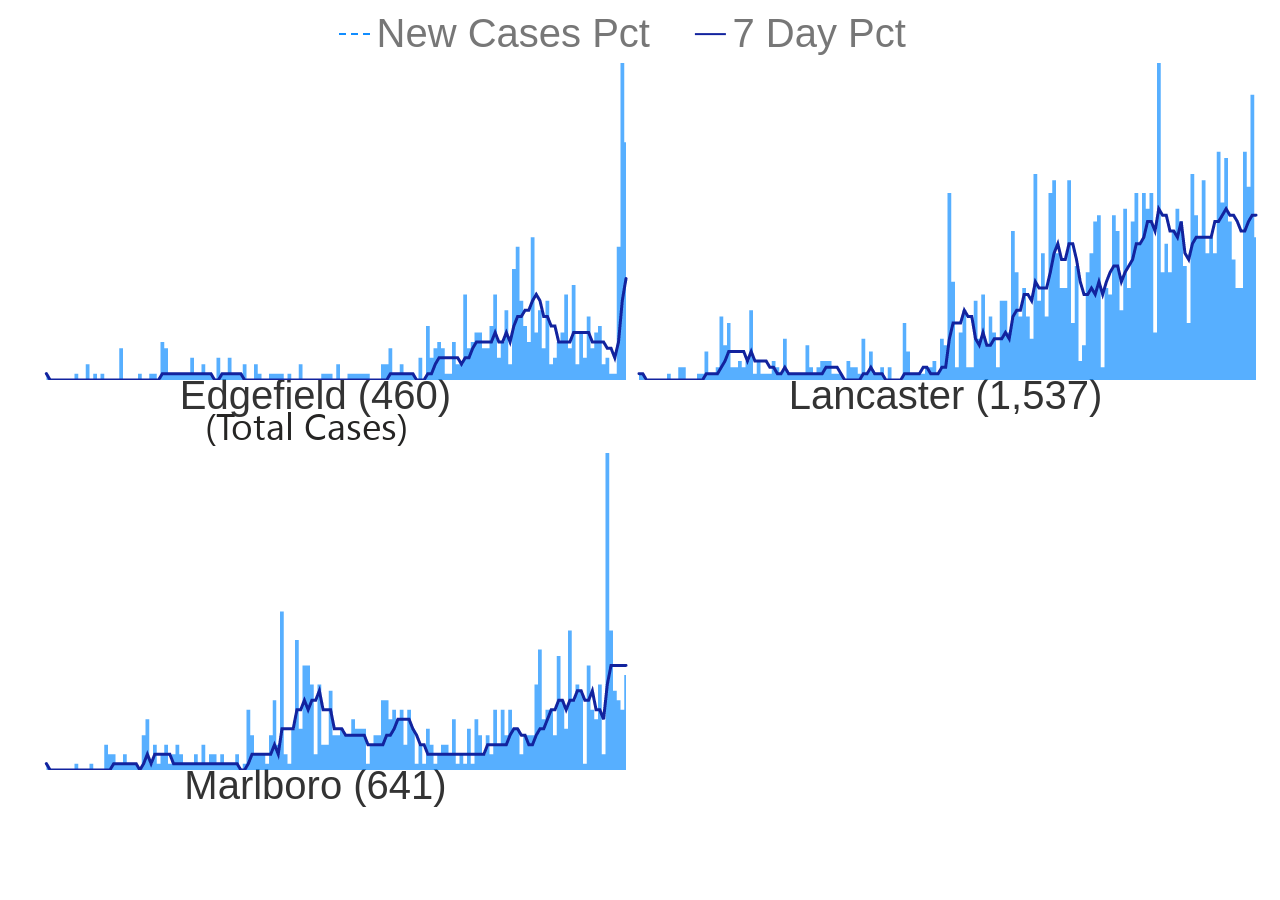 New Cases Pct 7 Day Pct
Edgefield (460) Lancaster (1,537)
(Total Cases)
Marlboro (641)